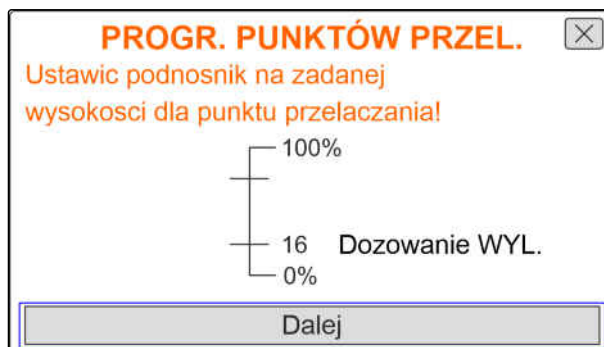 PROGR. PUNKTÓW PRZEL.
Ustawic podnosnik na zadanej
wysokosci dla punktu przelaczania!
100%
16 Dozowanie WYL.
0%
Dalej